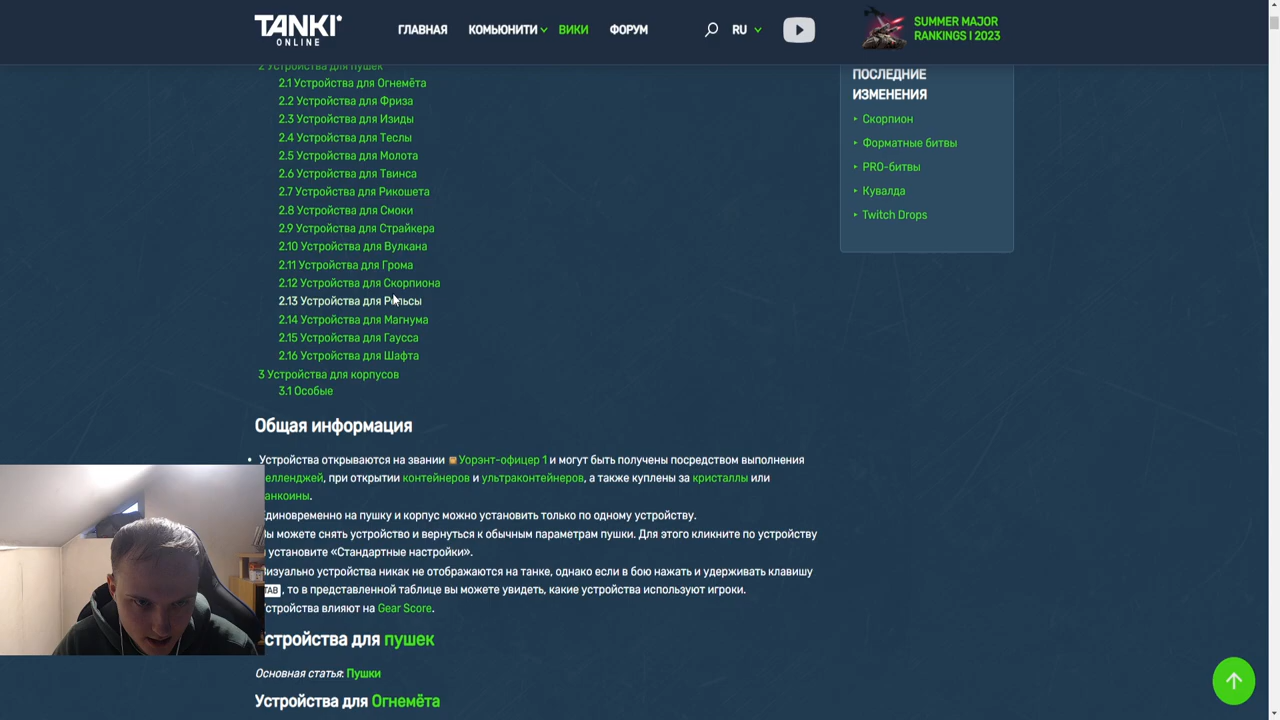 TANKI
ONLINE
ГЛАВНАЯ
КОМЬЮНИТИ
ВИКИ
ФОРУМ
RU
SUMMER MAJOR
RANKINGS I 2023
2 Устройства для пушек
2.1 Устройства для Огнемёта
2.2 Устройства для Фриза
2.3 Устройства для Изиды
2.4 Устройства для Теслы
2.5 Устройства для Молота
2.6 Устройства для Твинса
2.7 Устройства для Рикошета
2.8 Устройства для Смоки
2.9 Устройства для Страйкера
2.10 Устройства для Вулкана
2.11 Устройства для Грома
2.12 Устройства для Скорпиона
2.13 Устройства для Рельсы
2.14 Устройства для Магнума
2.15 Устройства для Гаусса
2.16 Устройства для Шафта
3 Устройства для корпусов
3.1 Особые
ПОСЛЕДНИЕ
ИЗМЕНЕНИЯ
Скорпион
Форматные битвы
PRO-битвы
Кувалда
Twitch Drops
Общая информация
Устройства открываются на звании Уорэнт-офицер 1 и могут быть получены посредством выполнения
елленджей, при открытии контейнеров и ультраконтейнеров, а также куплены за кристаллы или
анкоины.
диновременно на пушку и корпус можно установить только по одному устройству.
ы можете снять устройство и вернуться к обычным параметрам пушки. Для этого кликните по устройству
установите «Стандартные настройки».
изуально устройства никак не отображаются на танке, однако если в бою нажать и удерживать клавишу
TAB, то в представленной таблице вы можете увидеть, какие устройства используют игроки.
стройства влияют на Gear Score.
стройства для пушек
Основная статья: Пушки
Устройства для Огнемёта